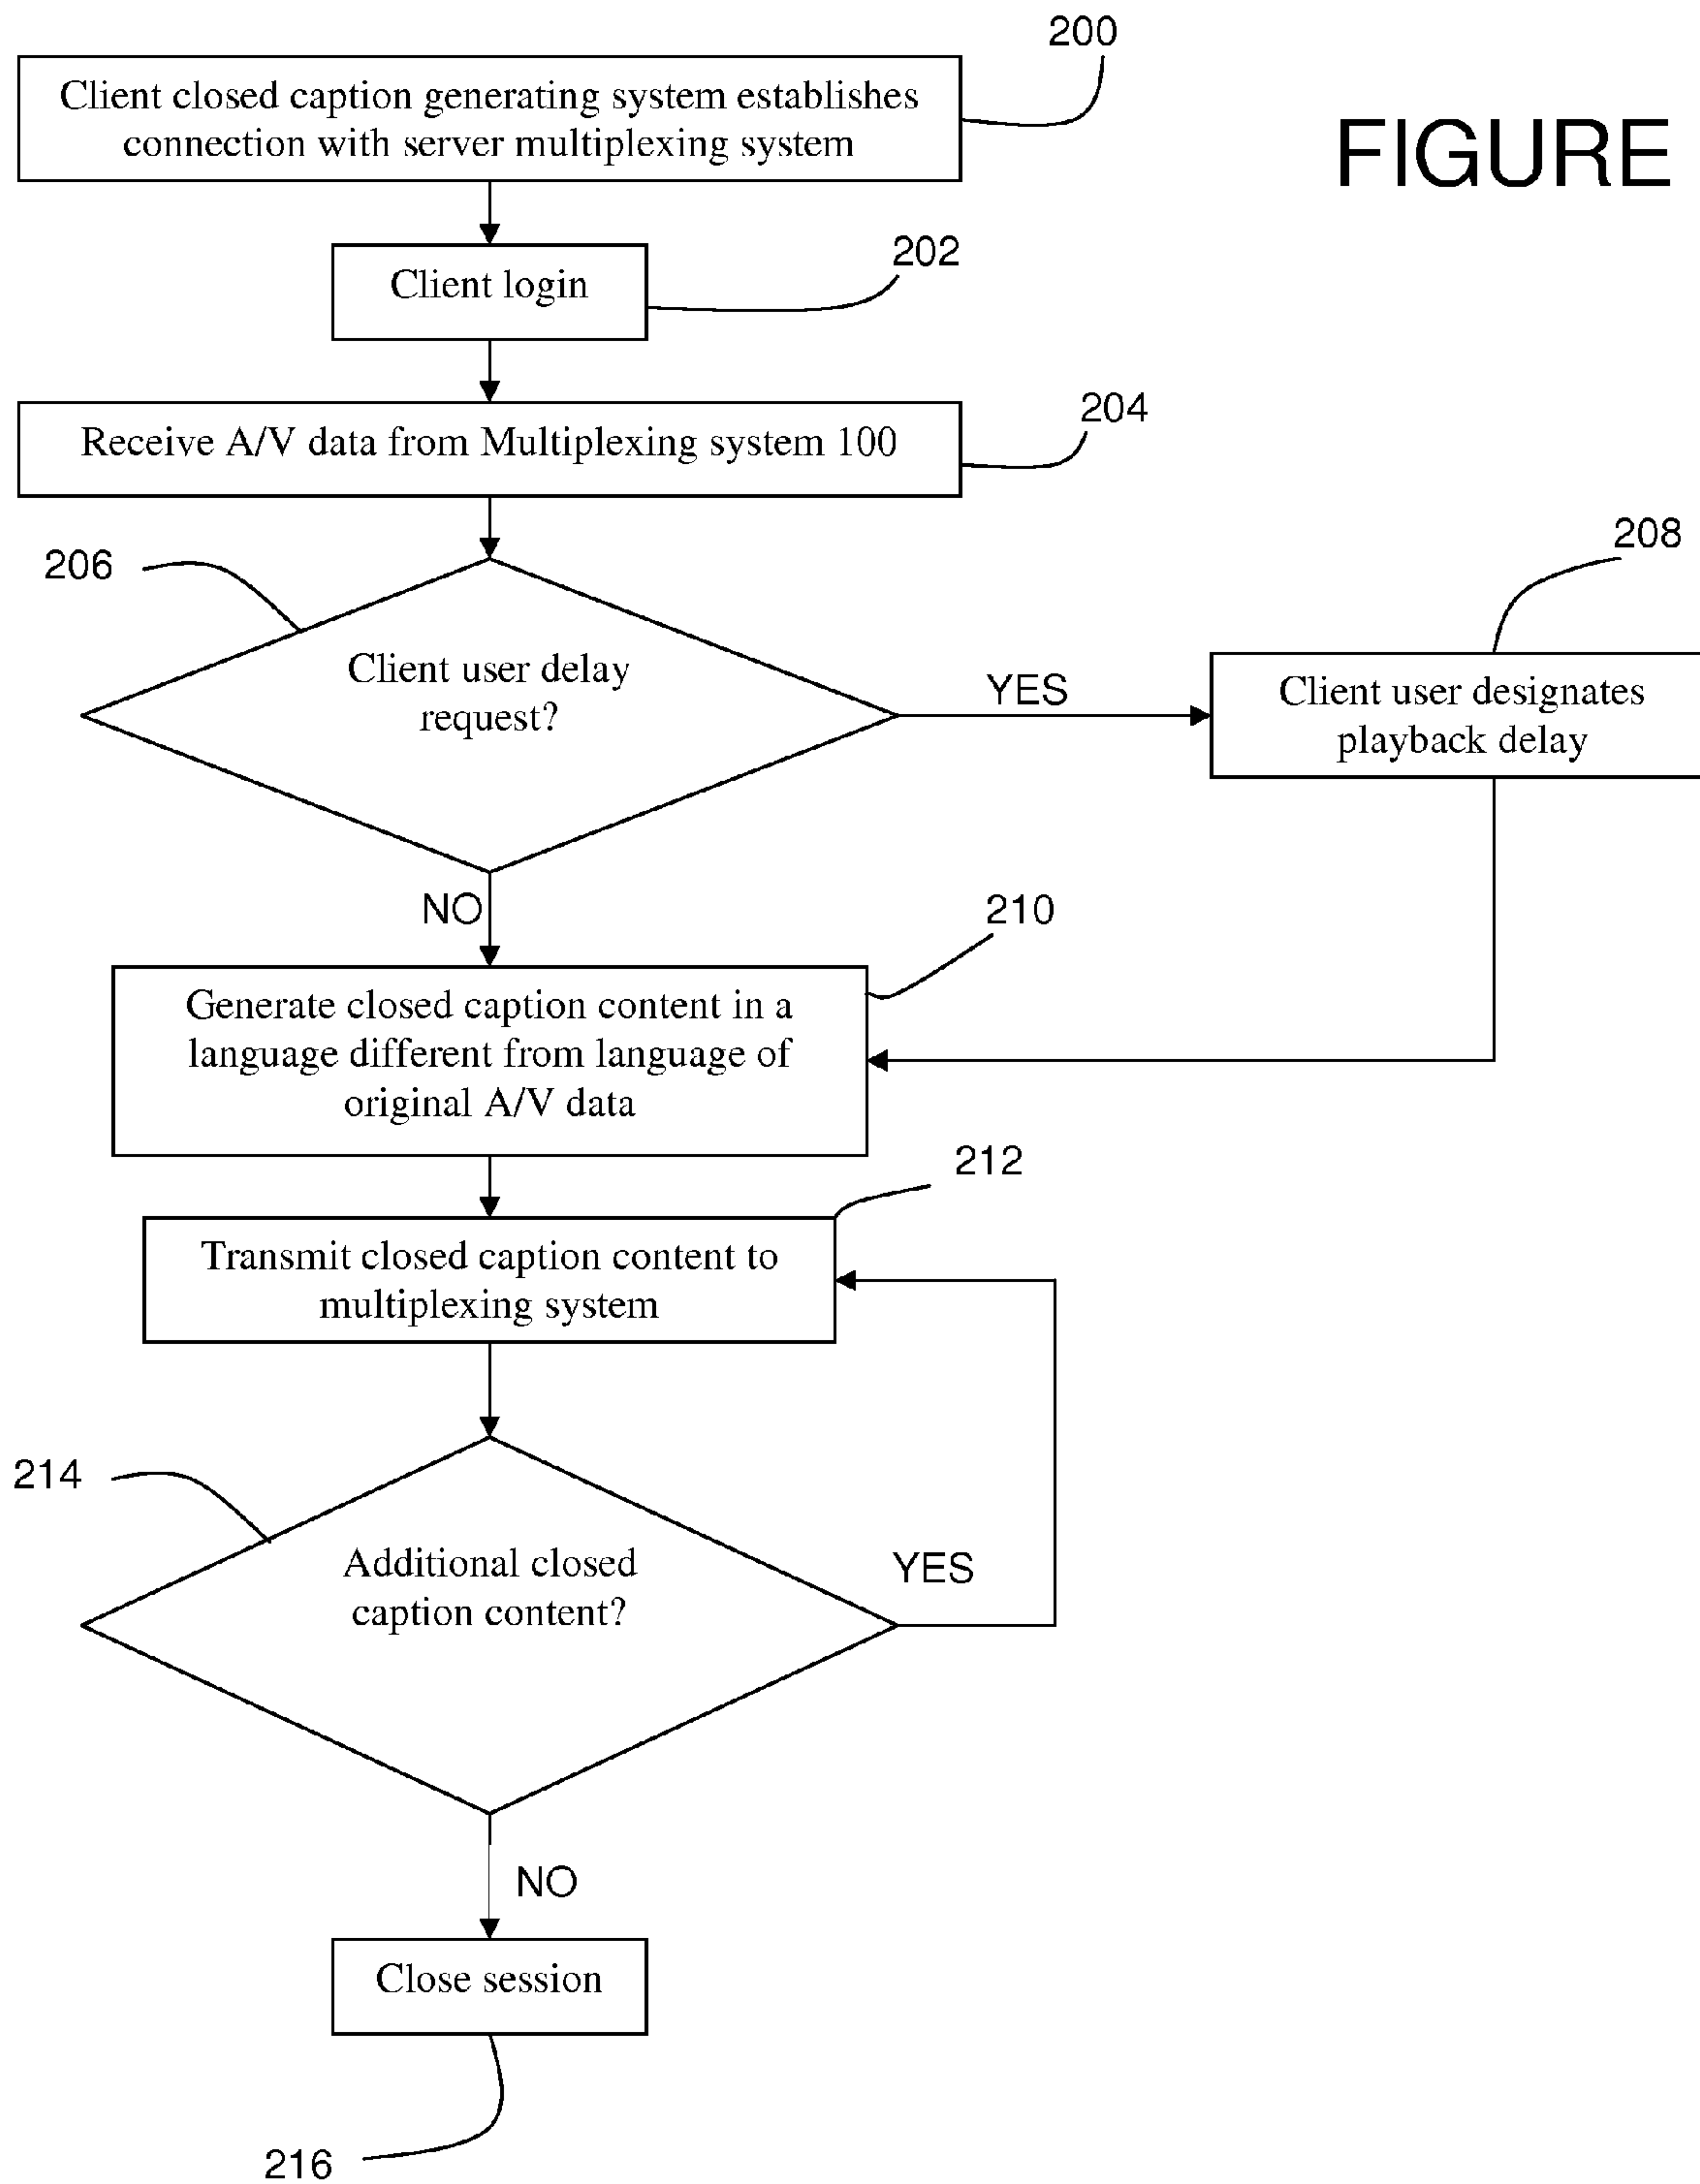 200
Client closed caption generating system establishes
connection with server multiplexing system
FIGURE
202
Client login
204
Receive A/V data from Multiplexing system 100
206
Client user delay
request?
YES
208
Client user designates
playback delay
NO
210
Generate closed caption content in a
language different from language of
original A/V data
212
Transmit closed caption content to
multiplexing system
214
Additional closed
caption content?
YES
NO
Close session
216